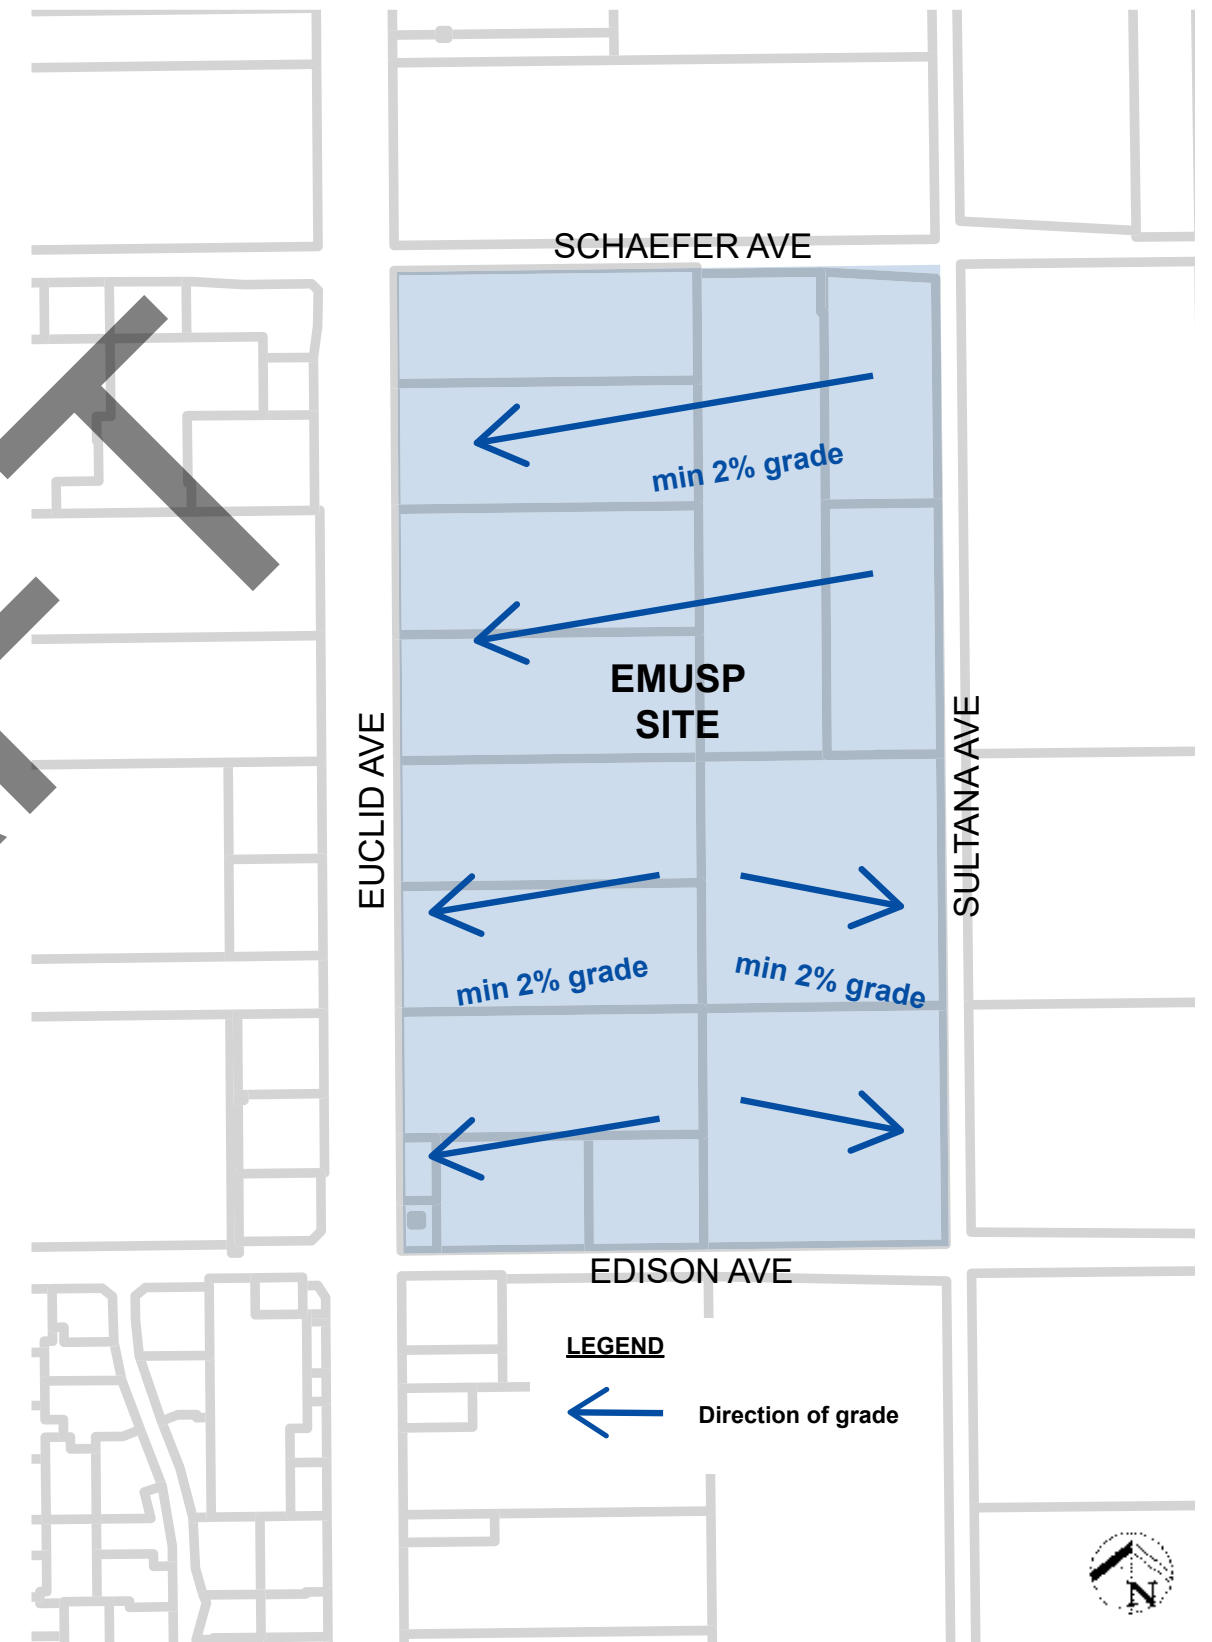 SCHAEFER AVE
min 2% grade
EMUSP
SITE
EUCLID AVE
SULTANA AVE
min 2% grade
min 2% grade
EDISON AVE
LEGEND
Direction of grade
N